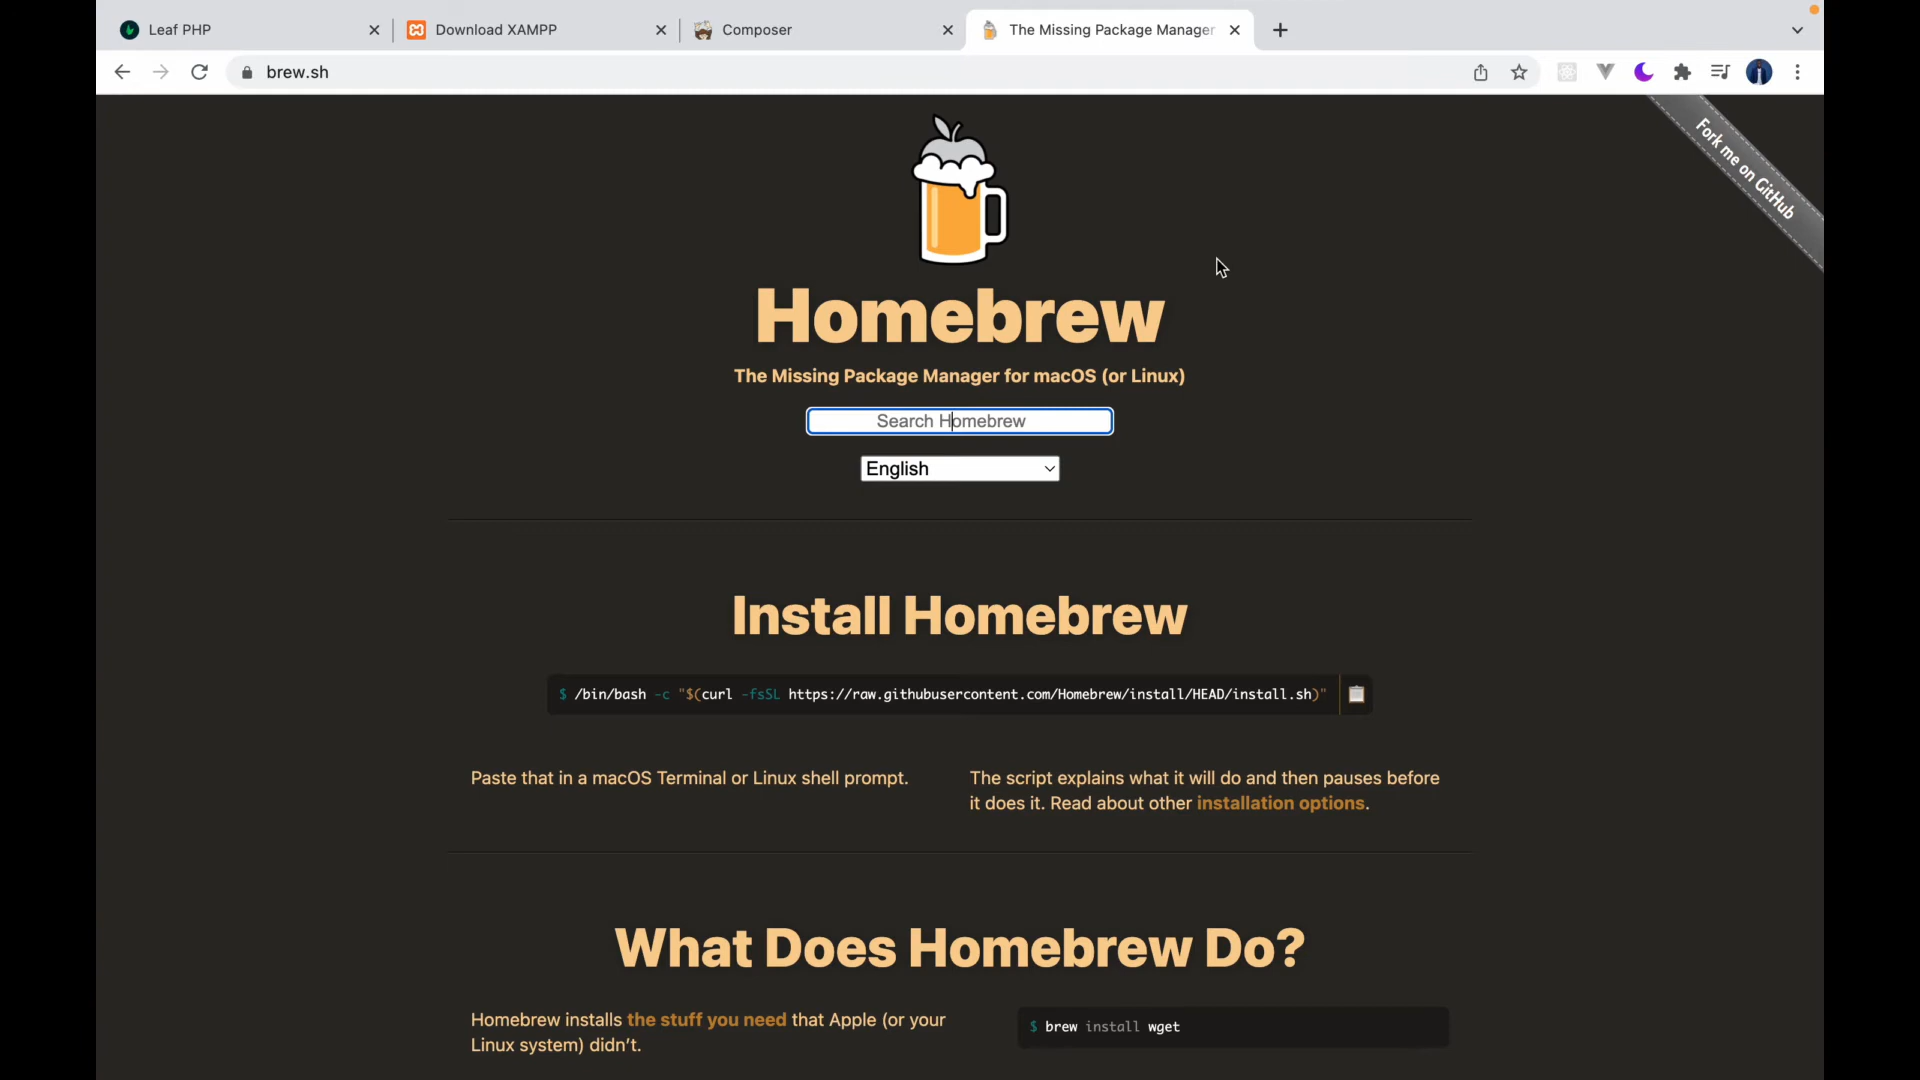 Leaf PHP
Download XAMPP
Composer
The Missing Package Manager
brew.sh
Fork me on GitHub
Homebrew
The Missing Package Manager for macOS (or Linux)
Search Homebrew
English
Install Homebrew
$ /bin/bash -c "$(curl -fsSL https://raw.githubusercontent.com/Homebrew/install/HEAD/install.sh)"
Paste that in a macOS Terminal or Linux shell prompt.
The script explains what it will do and then pauses before
it does it. Read about other installation options.
What Does Homebrew Do?
Homebrew installs the stuff you need that Apple (or your
Linux system) didn’t.
$ brew install wget